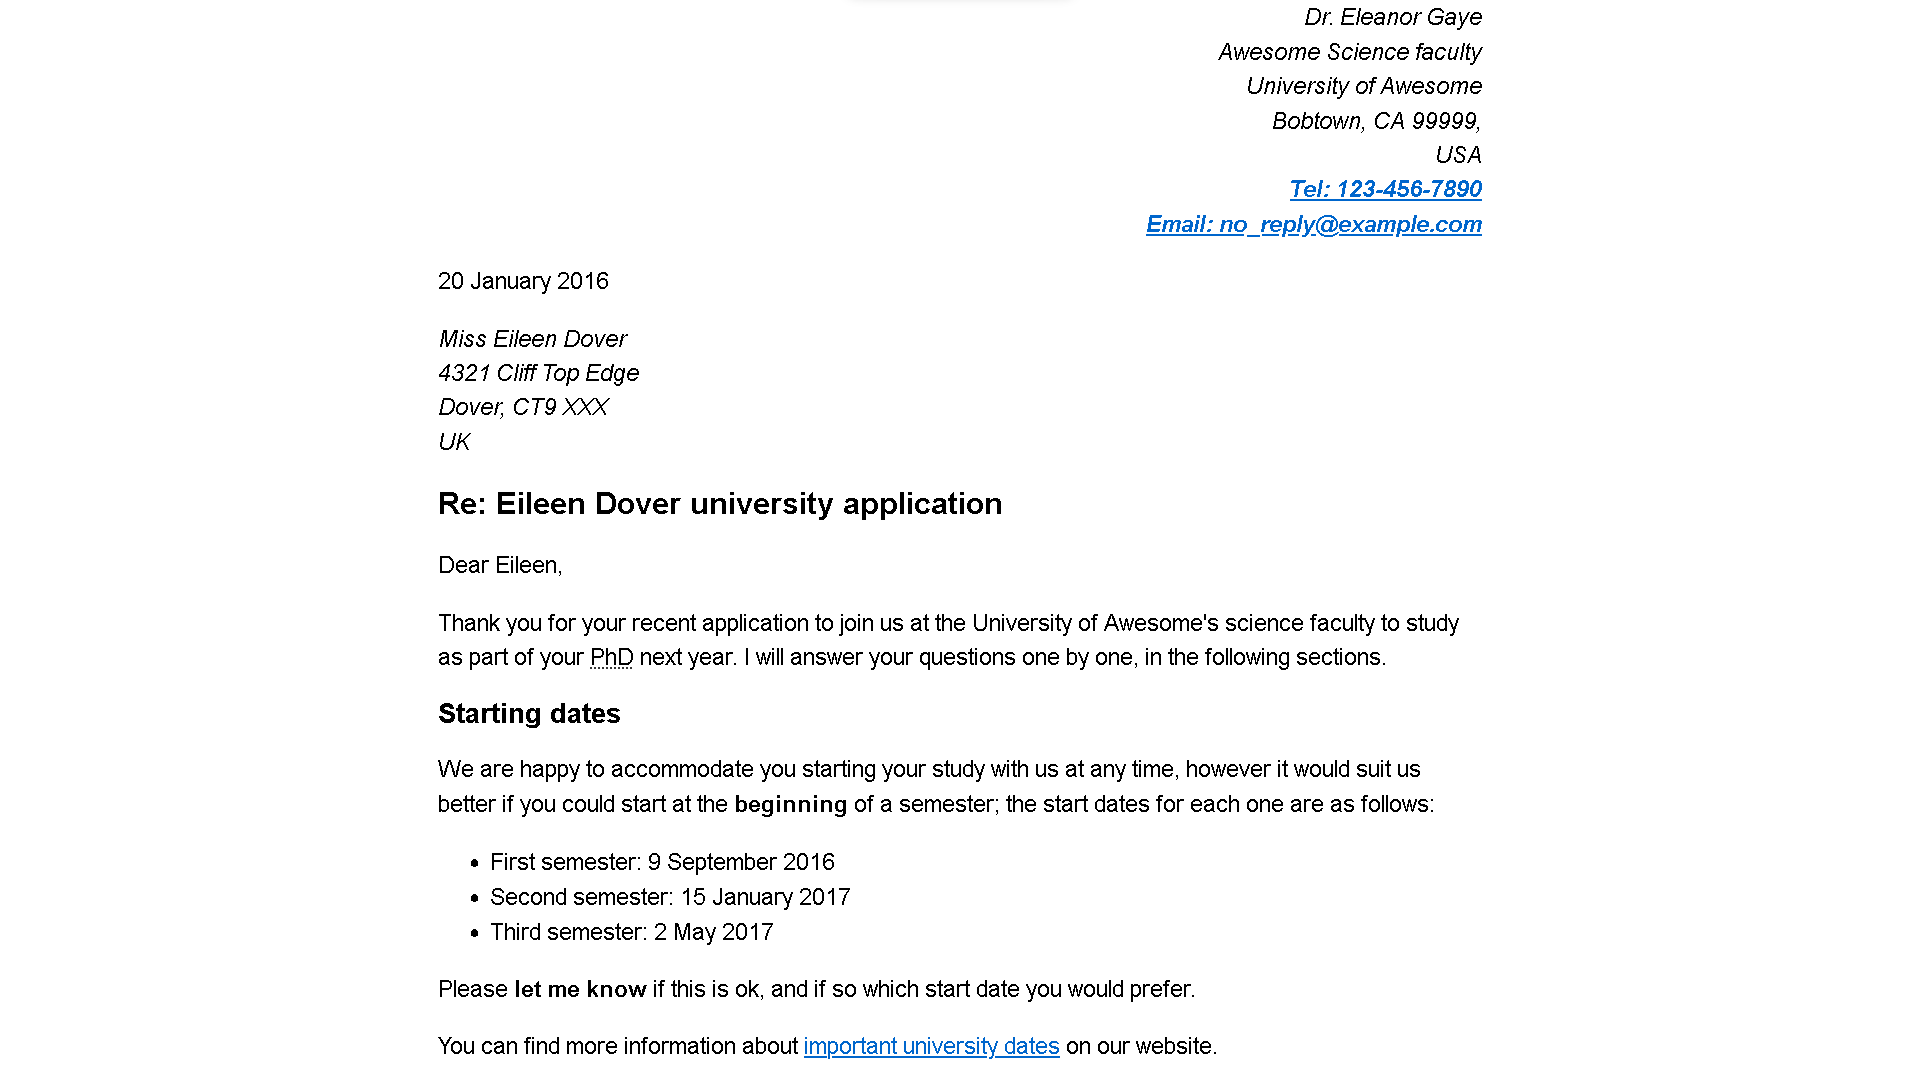 Dr. Eleanor Gaye
Awesome Science faculty
University of Awesome
Bobtown, CA 99999,
USA
Tel: 123-456-7890
Email: no_reply@example.com
20 January 2016
Miss Eileen Dover
4321 Cliff Top Edge
Dover, CT9 XXX
UK
Re: Eileen Dover university application
Dear Eileen,
Thank you for your recent application to join us at the University of Awesome's science faculty to study
as part of your PhD next year. I will answer your questions one by one, in the following sections.
Starting dates
We are happy to accommodate you starting your study with us at any time, however it would suit us
better if you could start at the beginning of a semester; the start dates for each one are as follows:
• First semester: 9 September 2016
• Second semester: 15 January 2017
• Third semester: 2 May 2017
Please let me know if this is ok, and if so which start date you would prefer.
You can find more information about important university dates on our website.